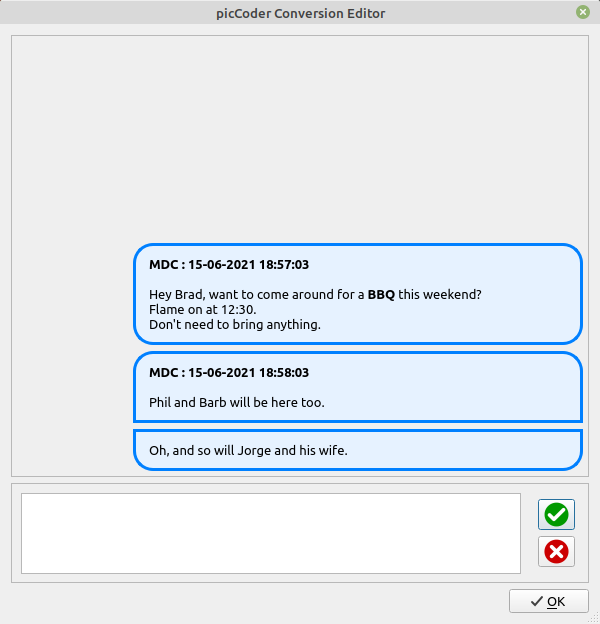 picCoder Conversion Editor
MDC : 15-06-2021 18:57:03
Hey Brad, want to come around for a BBQ this weekend?
Flame on at 12:30.
Don't need to bring anything.
MDC : 15-06-2021 18:58:03
Phil and Barb will be here too.
Oh, and so will Jorge and his wife.
OK